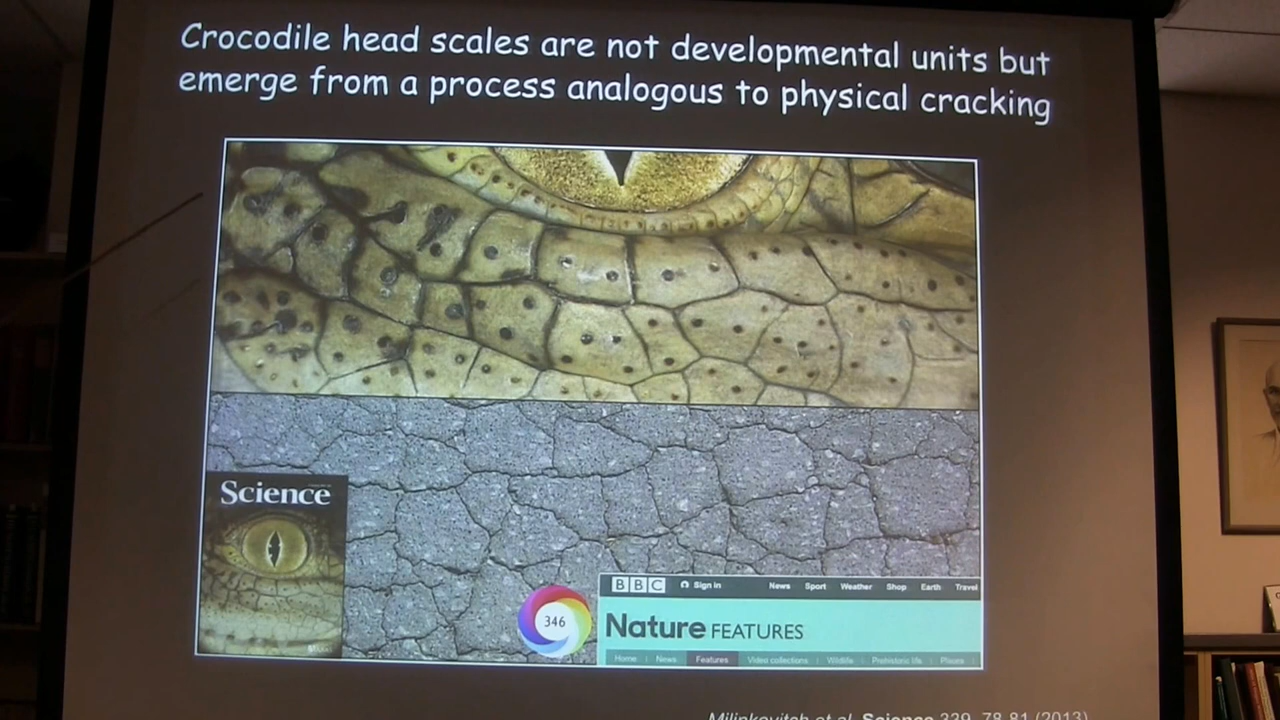 Crocodile head scales are not developmental units but
emerge from a process analogous to physical cracking
Science
346
BBC Sign in News Sport Weather Shop Earth Travel
Nature FEATURES
Home News Features Video collections Wildlife Prehistoric life
Milinkovitch et al. Science 339, 78-81 (2013)